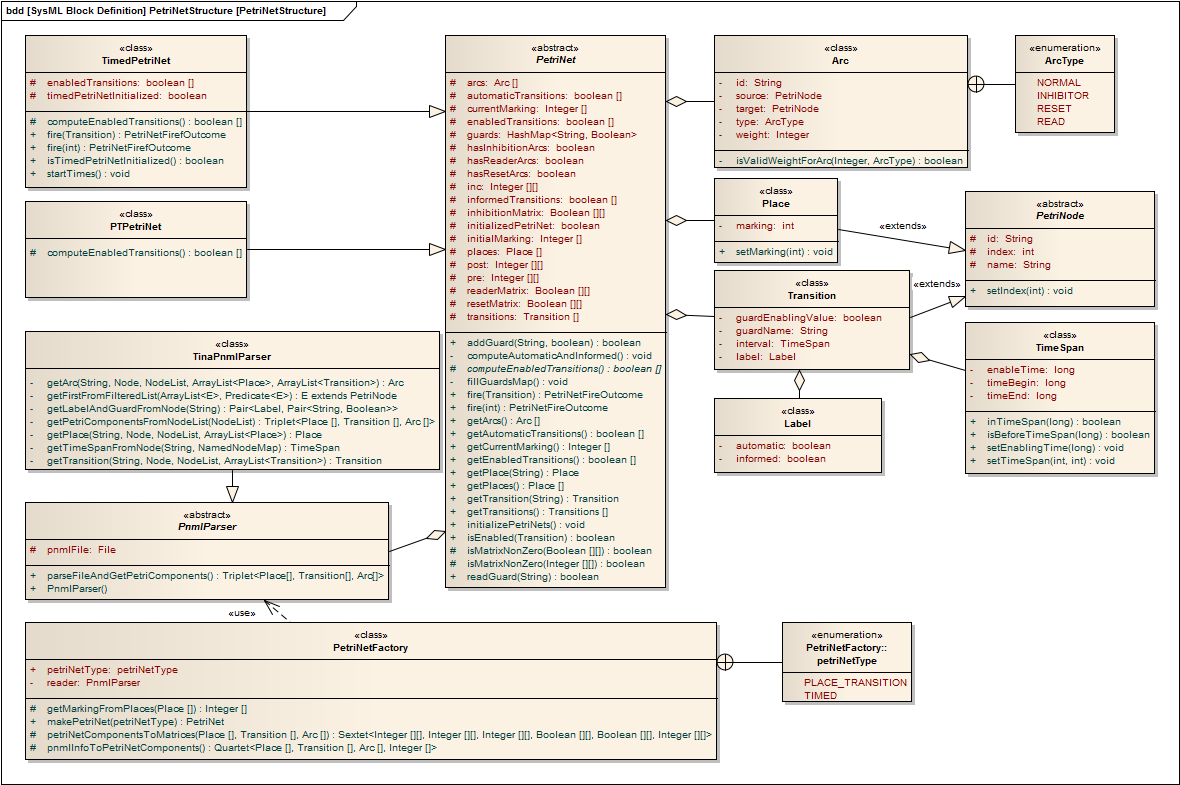 bdd [SysML Block Definition] PetriNetStructure [PetriNetStructure]
«class»
TimedPetriNet
# enabledTransitions: boolean []
# timedPetriNetInitialized: boolean
# computeEnabledTransitions() : boolean []
+ fire(Transition) : PetriNetFirefOutcome
+ fire(int) : PetriNetFirefOutcome
+ isTimedPetriNetInitialized() : boolean
+ startTimes() : void
«class»
PTPetriNet
# computeEnabledTransitions() : boolean []
«class»
TinaPnmlParser
- getArc(String, Node, NodeList, ArrayList<Place>, ArrayList<Transition>) : Arc
- getFirstFromFilteredList(ArrayList<E>, Predicate<E>) : E extends PetriNode
- getLabelAndGuardFromNode(String) : Pair<Label, Pair<String, Boolean>>
- getPetriComponentsFromNodeList(NodeList) : Triplet<Place [], Transition [], Arc []>
- getPlace(String, Node, NodeList, ArrayList<Place>) : Place
- getTimeSpanFromNode(String, NamedNodeMap) : TimeSpan
- getTransition(String, Node, NodeList, ArrayList<Transition>) : Transition
«abstract»
PnmlParser
# pnmlFile: File
+ parseFileAndGetPetriComponents() : Triplet<Place[], Transition[], Arc[]>
+ PnmlParser()
«use»
«abstract»
PetriNet
# arcs: Arc []
# automaticTransitions: boolean []
# currentMarking: Integer []
# enabledTransitions: boolean []
# guards: HashMap<String, Boolean>
# hasInhibitionArcs: boolean
# hasReaderArcs: boolean
# hasResetArcs: boolean
# inc: Integer [][]
# informedTransitions: boolean []
# inhibitionMatrix: Boolean [][]
# initializedPetriNet: boolean
# initialMarking: Integer []
# places: Place []
# post: Integer [][]
# pre: Integer [][]
# readerMatrix: Boolean [][]
# resetMatrix: Boolean [][]
# transitions: Transition []
+ addGuard(String, boolean) : boolean
- computeAutomaticAndInformed() : void
# computeEnabledTransitions() : boolean []
- fillGuardsMap() : void
+ fire(Transition) : PetriNetFireOutcome
+ fire(int) : PetriNetFireOutcome
+ getArcs() : Arc []
+ getAutomaticTransitions() : boolean []
+ getCurrentMarking() : Integer []
+ getEnabledTransitions() : boolean []
+ getPlace(String) : Place
+ getPlaces() : Place []
+ getTransition(String) : Transition
+ getTransitions() : Transitions []
+ initializePetriNets() : void
+ isEnabled(Transition) : boolean
# isMatrixNonZero(Boolean [][]) : boolean
# isMatrixNonZero(Integer [][]) : boolean
+ readGuard(String) : boolean
«class»
Arc
- id: String
- source: PetriNode
- target: PetriNode
- type: ArcType
- weight: Integer
- isValidWeightForArc(Integer, ArcType) : boolean
«enumeration»
ArcType
NORMAL
INHIBITOR
RESET
READ
«class»
Place
- marking: int
+ setMarking(int) : void
«extends»
«abstract»
PetriNode
# id: String
# index: int
# name: String
+ setIndex(int) : void
«class»
Transition
- guardEnablingValue: boolean
- guardName: String
- interval: TimeSpan
- label: Label
«extends»
«class»
TimeSpan
- enableTime: long
- timeBegin: long
- timeEnd: long
+ inTimeSpan(long) : boolean
+ isBeforeTimeSpan(long) : boolean
+ setEnablingTime(long) : void
+ setTimeSpan(int, int) : void
«class»
Label
- automatic: boolean
- informed: boolean
«class»
PetriNetFactory
+ petriNetType: petriNetType
- reader: PnmlParser
# getMarkingFromPlaces(Place []) : Integer []
+ makePetriNet(petriNetType) : PetriNet
# petriNetComponentsToMatrices(Place [], Transition [], Arc []) : Sextet<Integer [][], Integer [][], Integer [][], Boolean [][], Boolean [][], Integer [][]>
# pnmlInfoToPetriNetComponents() : Quartet<Place [], Transition [], Arc [], Integer []>
«enumeration»
PetriNetFactory::
petriNetType
PLACE_TRANSITION
TIMED